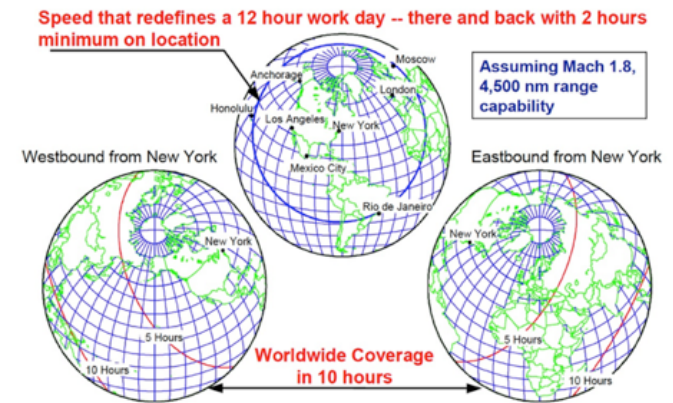 Speed that redefines a 12 hour work day -- there and back with 2 hours
minimum on location
Moscow
Anchorage
London
Honolulu
Los Angeles
New York
Mexico City
Rio de Janeiro
Assuming Mach 1.8,
4,500 nm range
capability
Westbound from New York
New York
5 Hours
10 Hours
Eastbound from New York
New York
5 Hours
10 Hours
Worldwide Coverage
in 10 hours